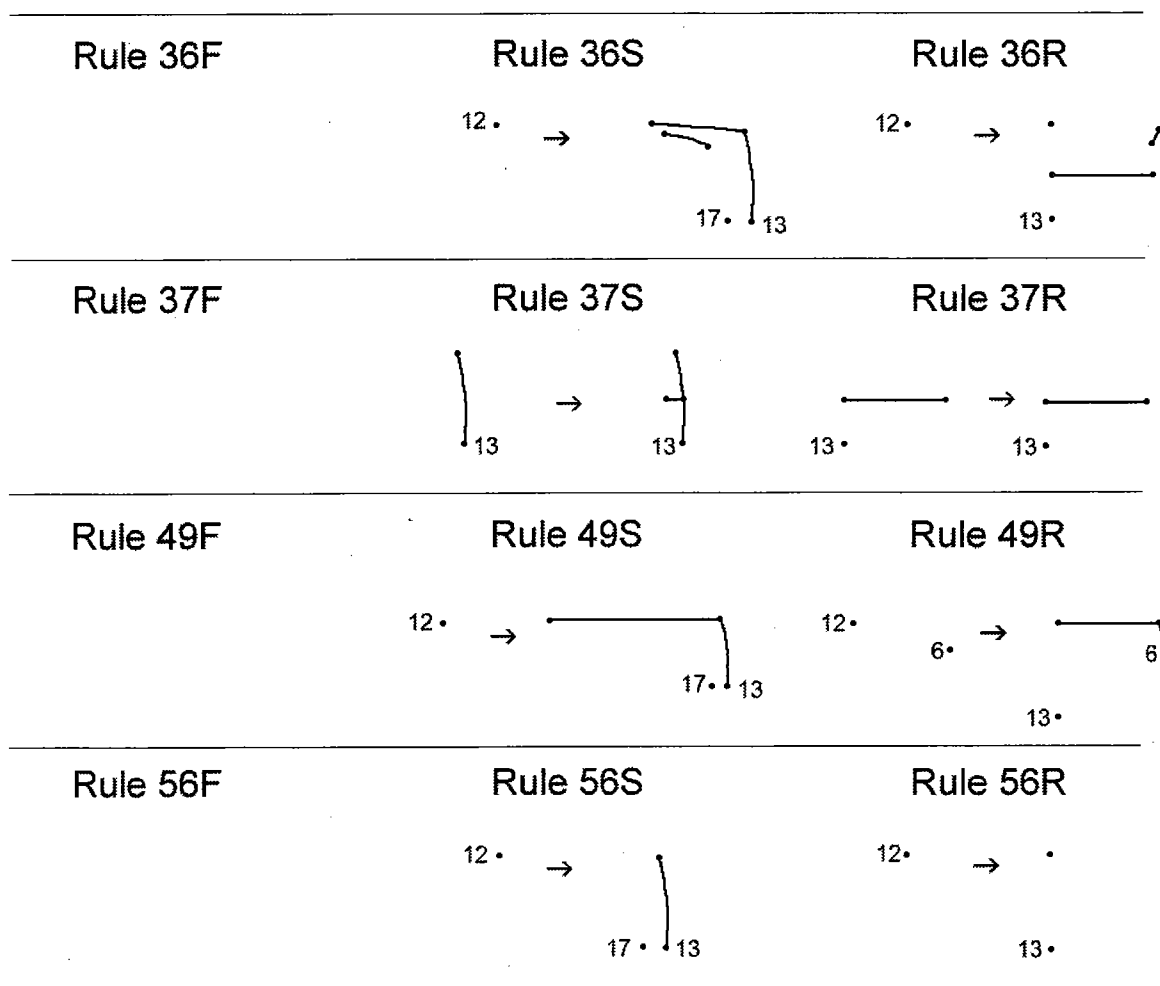 Rule 36F Rule 36S Rule 36R
12 → 12 →
17 13 13
Rule 37F Rule 37S Rule 37R
→ →
13 13 13 13
Rule 49F Rule 49S Rule 49R
12 → 12 →
6 6
17 13 13
Rule 56F Rule 56S Rule 56R
12 → 12 →
17 13 13